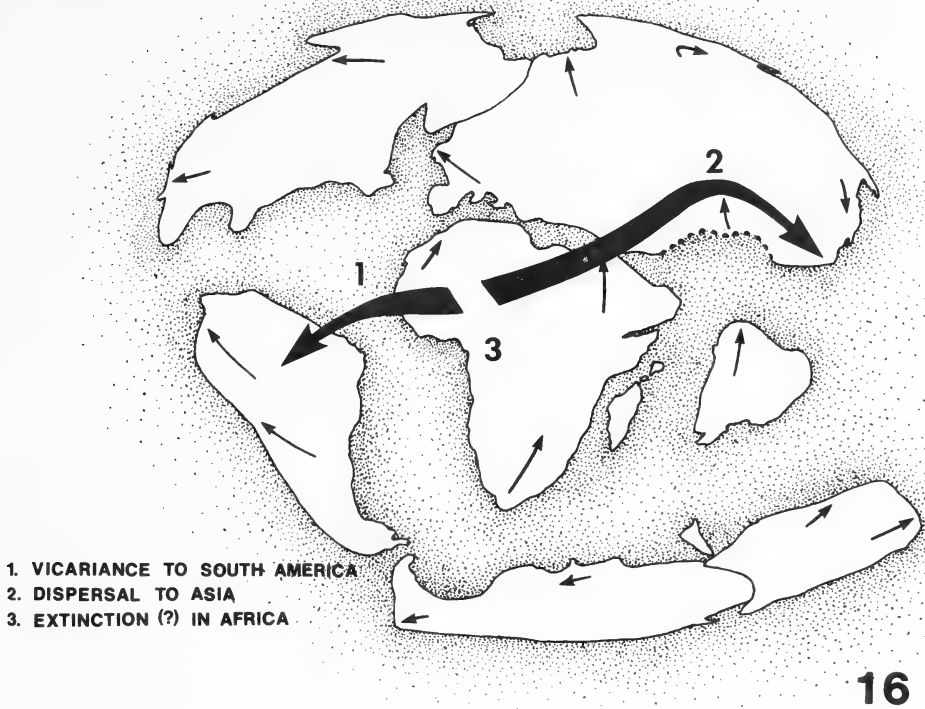 2
1
3
1. VICARIANCE TO SOUTH AMERICA
2. DISPERSAL TO ASIA
3. EXTINCTION (?) IN AFRICA
16